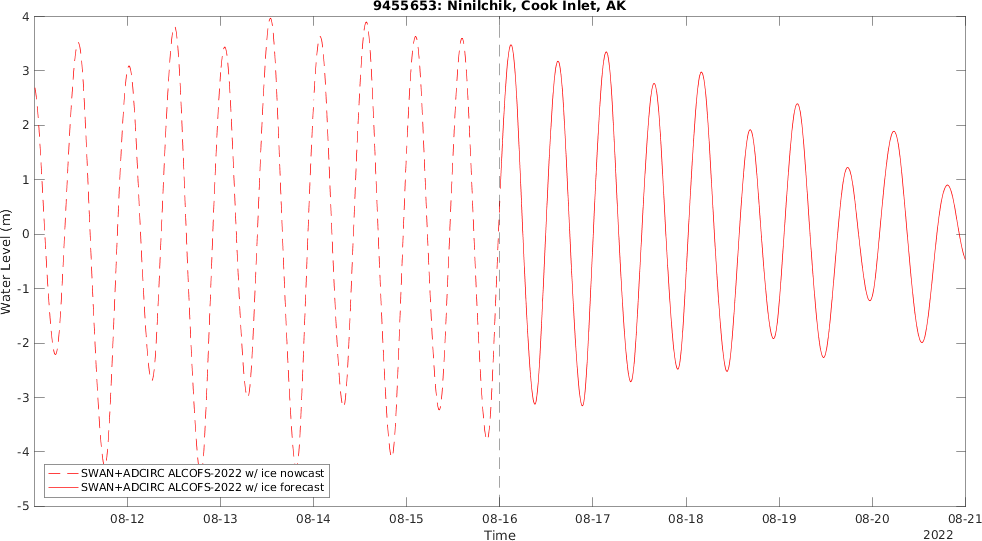 9455653: Ninilchik, Cook Inlet, AK
4
3
2
1
0
-1
-2
-3
-4
-5
Water Level (m)
SWAN+ADCIRC ALCOFS-2022 w/ ice nowcast
SWAN+ADCIRC ALCOFS-2022 w/ ice forecast
08-12 08-13 08-14 08-15 08-16 08-17 08-18 08-19 08-20 08-21
Time
2022